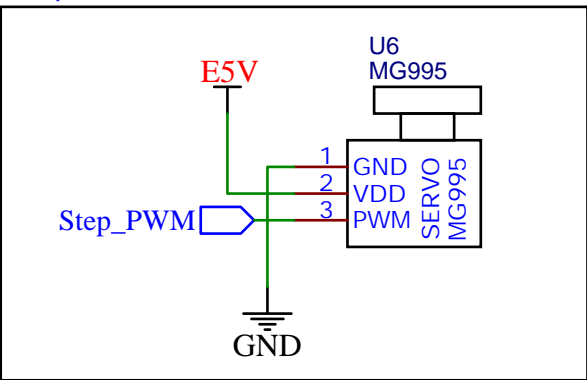 U6
MG995
E5V
1 GND
2 VDD
3 PWM
SERVO
MG995
Step_PWM
GND